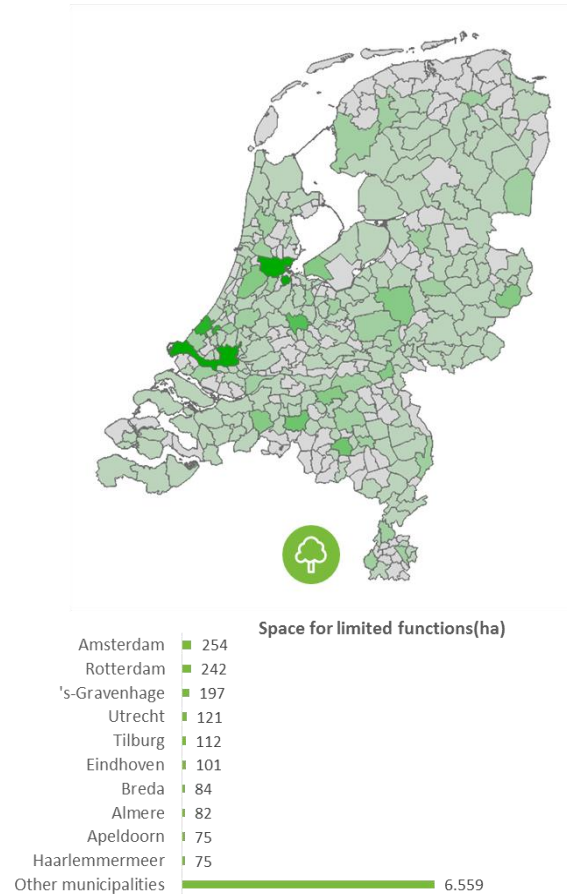 Space for limited functions(ha)
Amsterdam 254
Rotterdam 242
's-Gravenhage 197
Utrecht 121
Tilburg 112
Eindhoven 101
Breda 84
Almere 82
Apeldoorn 75
Haarlemmermeer 75
Other municipalities 6.559